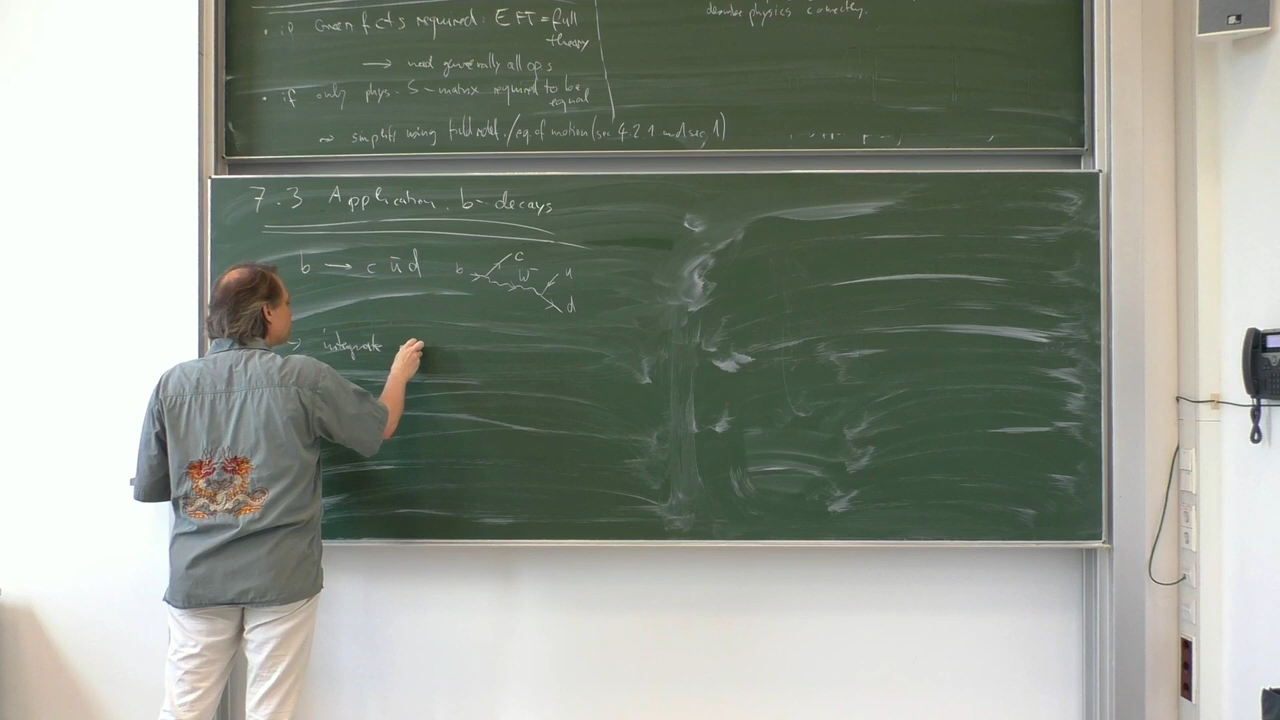 • if Green fcts required: EFT = full
theory
→ need generally all ops
• if only phys. S-matrix required to be
equal
→ simplify using field red./eq. of motion (sec 4.2.1 and sec. 1)
physics correctly.
7.3 Application: b-decays
b → c ū d
b c W⁻ u d
→ integrate